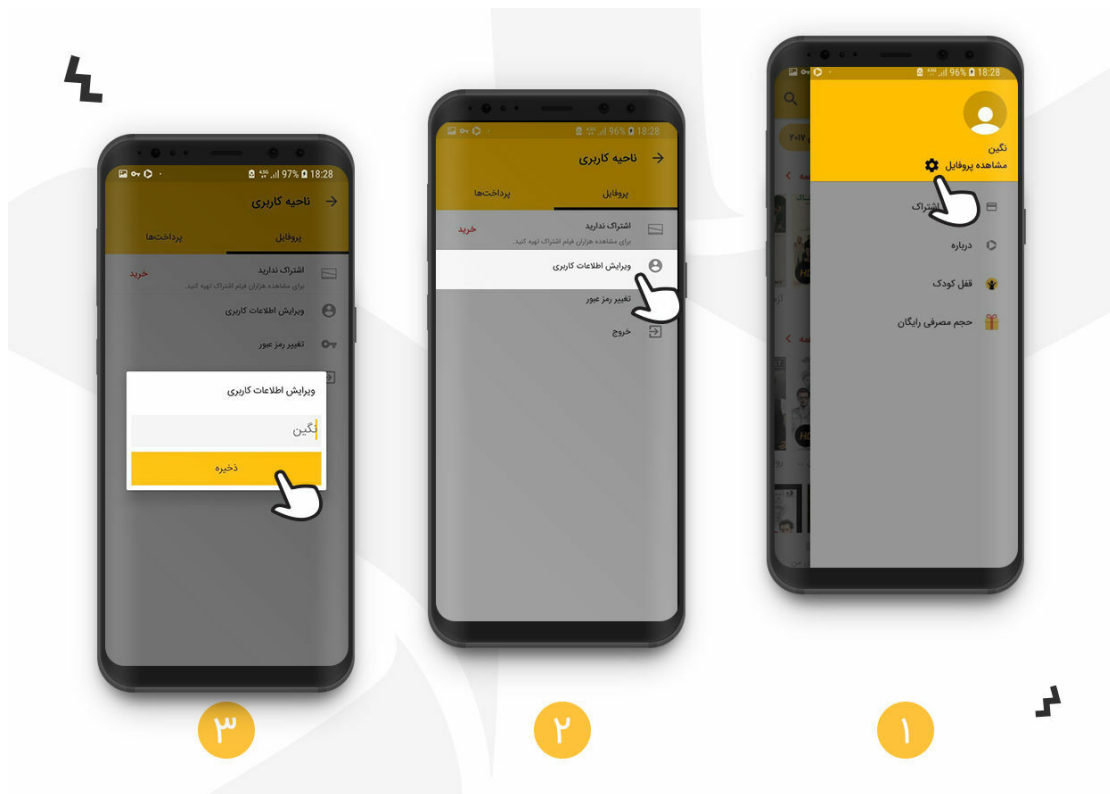 96% 18:28
نگین
مشاهده پروفایل
اشتراک
درباره
قفل کودک
حجم مصرفی رایگان
۲۰۱۷
HD
۱
96% 18:28
ناحیه کاربری
پروفایل
پرداخت‌ها
اشتراک ندارید
خرید
برای مشاهده هزاران فیلم اشتراک تهیه کنید.
ویرایش اطلاعات کاربری
تغییر رمز عبور
خروج
۲
97% 18:28
ناحیه کاربری
پروفایل
پرداخت‌ها
اشتراک ندارید
خرید
برای مشاهده هزاران فیلم اشتراک تهیه کنید.
ویرایش اطلاعات کاربری
تغییر رمز عبور
ویرایش اطلاعات کاربری
نگین
ذخیره
۳